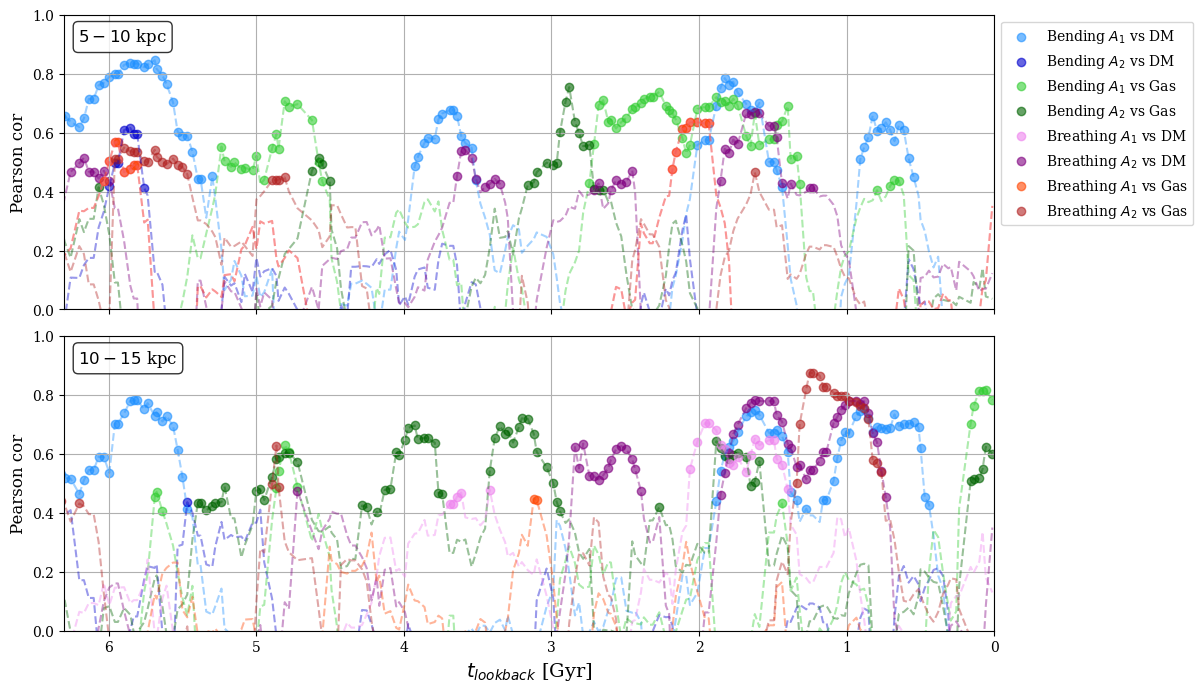 1.0
5 − 10 kpc
0.8
0.6
0.4
0.2
0.0
Pearson cor
Bending A₁ vs DM
Bending A₂ vs DM
Bending A₁ vs Gas
Bending A₂ vs Gas
Breathing A₁ vs DM
Breathing A₂ vs DM
Breathing A₁ vs Gas
Breathing A₂ vs Gas
1.0
10 − 15 kpc
0.8
0.6
0.4
0.2
0.0
Pearson cor
6 5 4 3 2 1 0
t_lookback [Gyr]